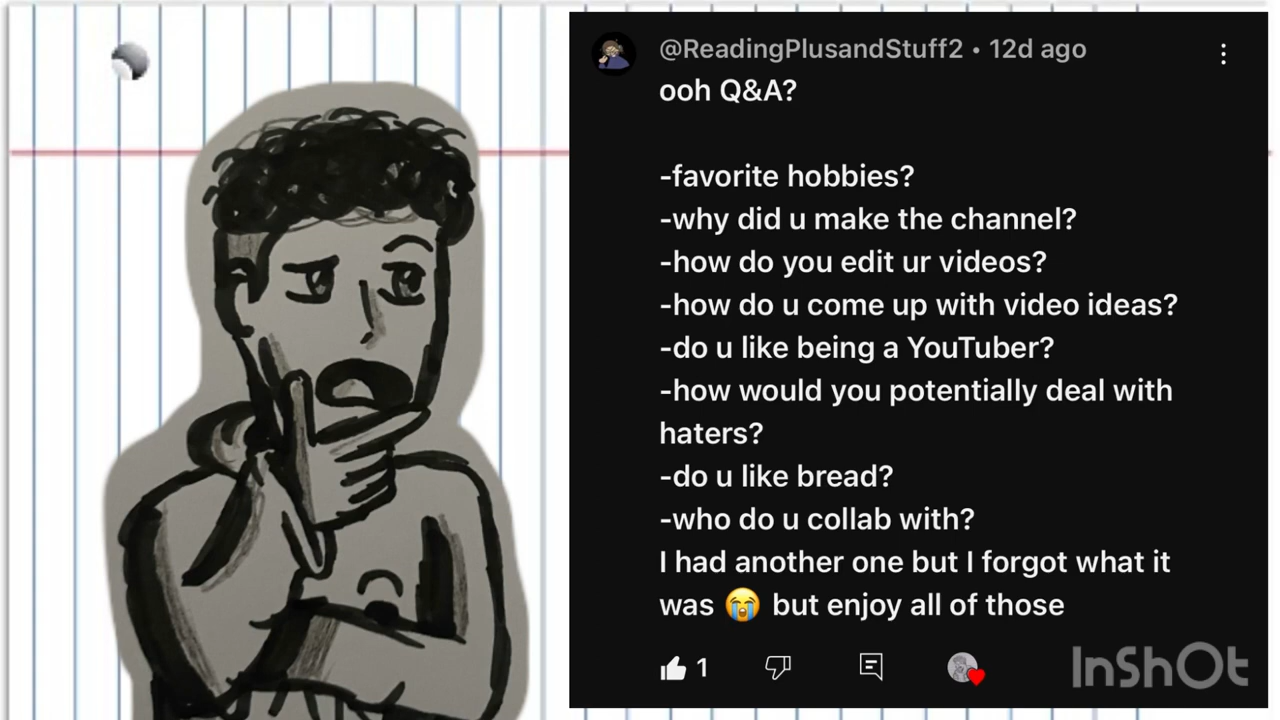 @ReadingPlusandStuff2 • 12d ago
ooh Q&A?
-favorite hobbies?
-why did u make the channel?
-how do you edit ur videos?
-how do u come up with video ideas?
-do u like being a YouTuber?
-how would you potentially deal with
haters?
-do u like bread?
-who do u collab with?
I had another one but I forgot what it
was 😭 but enjoy all of those
1
InShOt